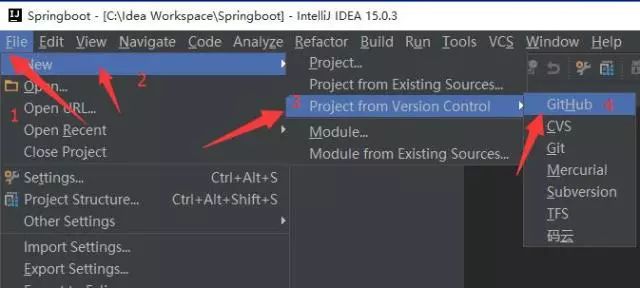 Springboot - [C:\Idea Workspace\Springboot] - IntelliJ IDEA 15.0.3
File Edit View Navigate Code Analyze Refactor Build Run Tools VCS Window Help
New
2
Open...
1
Open URL...
Open Recent
Close Project
Settings... Ctrl+Alt+S
Project Structure... Ctrl+Alt+Shift+S
Other Settings
Import Settings...
Export Settings...
Project...
Project from Existing Sources...
3
Project from Version Control
Module...
Module from Existing Sources...
GitHub 4
CVS
Git
Mercurial
Subversion
TFS
码云